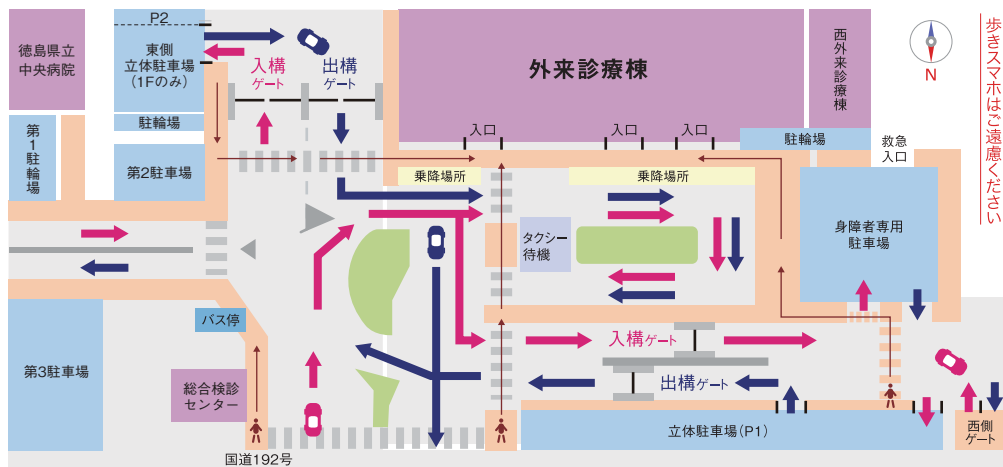 徳島県立
中央病院
P2
東側
立体駐車場
(1Fのみ)
駐輪場
第1駐輪場
第2駐車場
入構
ゲート
出構
ゲート
外来診療棟
西外来診療棟
N
歩きスマホはご遠慮ください
入口
入口
入口
駐輪場
救急
入口
乗降場所
乗降場所
タクシー
待機
身障者専用
駐車場
バス停
第3駐車場
総合検診
センター
入構ゲート
出構ゲート
立体駐車場(P1)
西側
ゲート
国道192号